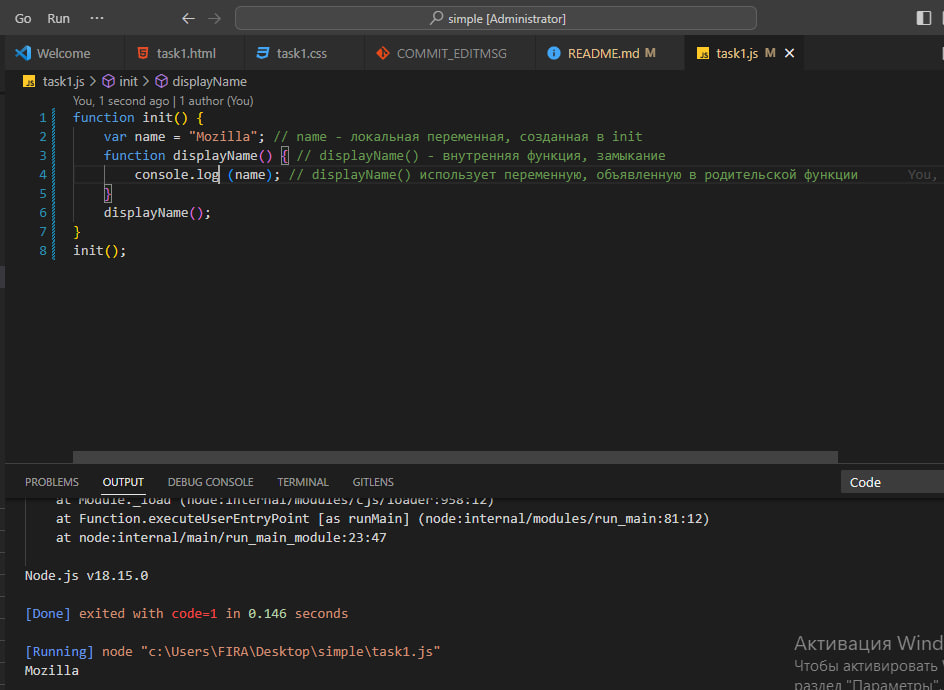 Go Run ··· simple [Administrator]
Welcome task1.html task1.css COMMIT_EDITMSG README.md M task1.js M
task1.js > init > displayName
You, 1 second ago | 1 author (You)
1 function init() {
2 var name = "Mozilla"; // name - локальная переменная, созданная в init
3 function displayName() { // displayName() - внутренняя функция, замыкание
4 console.log (name); // displayName() использует переменную, объявленную в родительской функции You,
5 }
6 displayName();
7 }
8 init();
PROBLEMS OUTPUT DEBUG CONSOLE TERMINAL GITLENS Code
at Module._load (node:internal/modules/cjs/loader:958:12)
at Function.executeUserEntryPoint [as runMain] (node:internal/modules/run_main:81:12)
at node:internal/main/run_main_module:23:47
Node.js v18.15.0
[Done] exited with code=1 in 0.146 seconds
[Running] node "c:\Users\FIRA\Desktop\simple\task1.js"
Mozilla
Активация Wind
Чтобы активировать
раздел "Параметры"